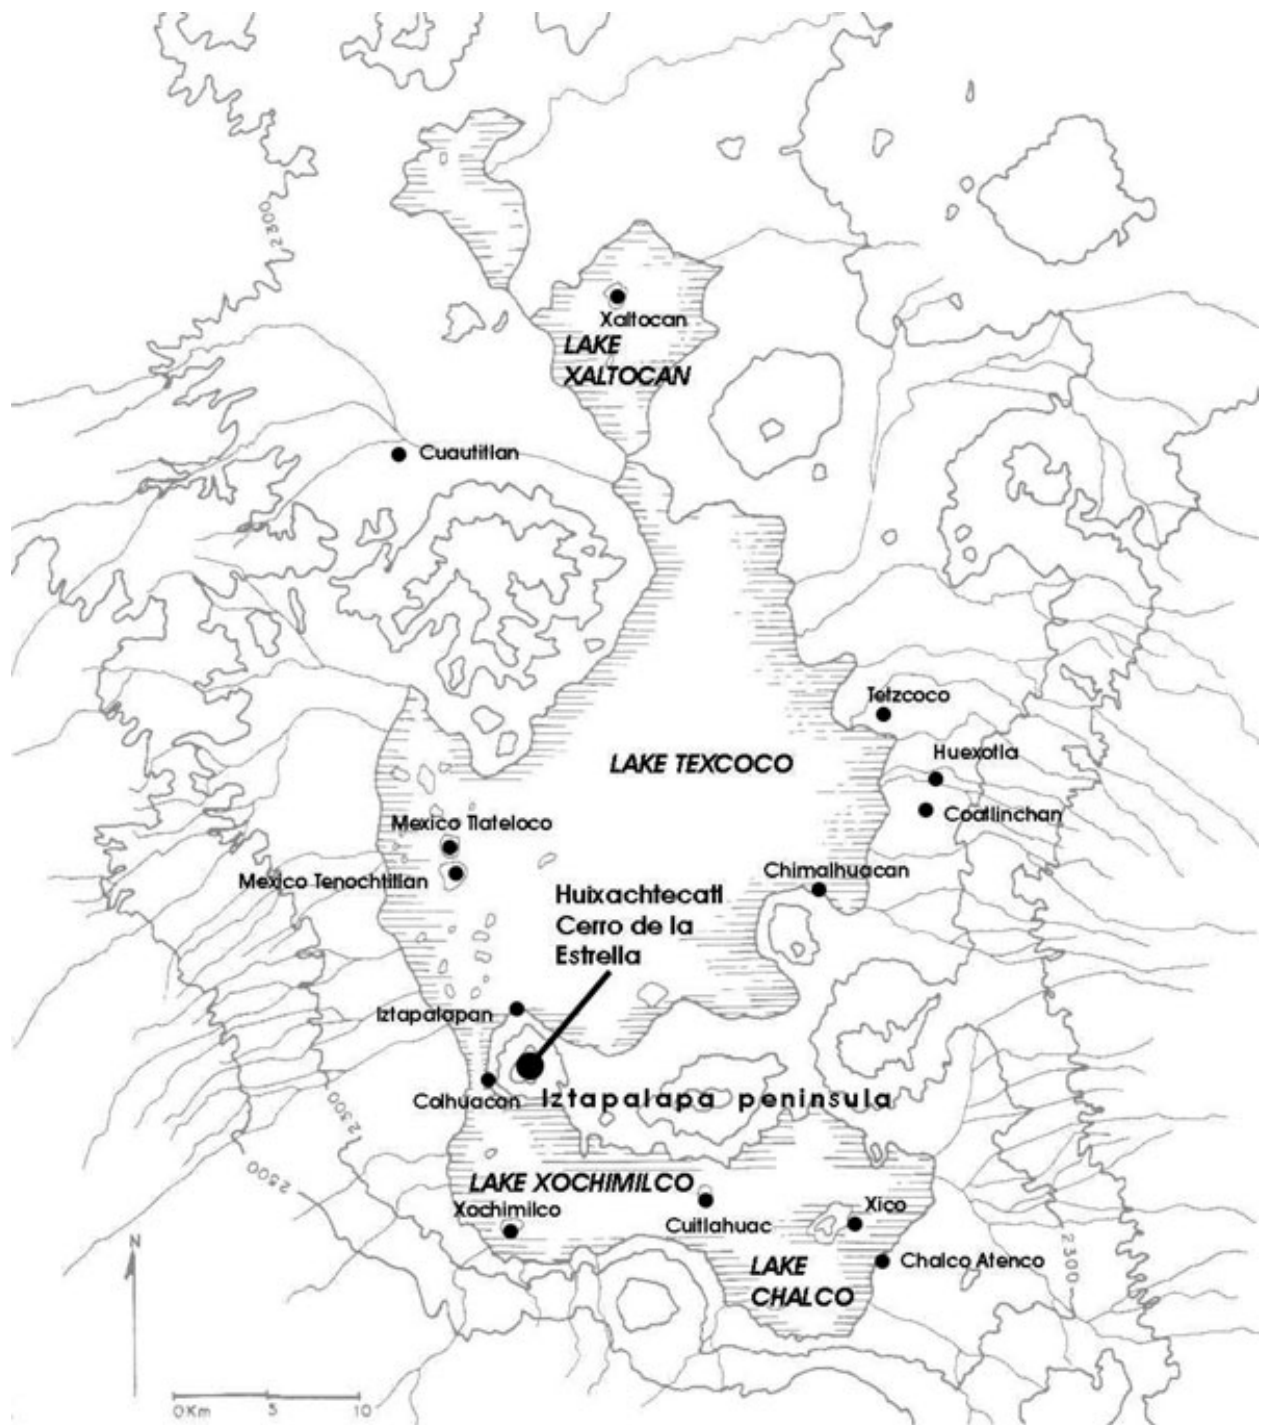 2300
Xaltocan
LAKE
XALTOCAN
Cuautitlan
Tetzcoco
LAKE TEXCOCO
Huexotla
Coatlinchan
Mexico Tlateloco
Chimalhuacan
Mexico Tenochtitlan
Huixachtecatl
Cerro de la
Estrella
Iztapalapan
Colhuacan
Iztapalapa peninsula
2300
2500
LAKE XOCHIMILCO
Xochimilco
Cuitlahuac
Xico
N
2300
LAKE
CHALCO
Chalco Atenco
0Km 5 10